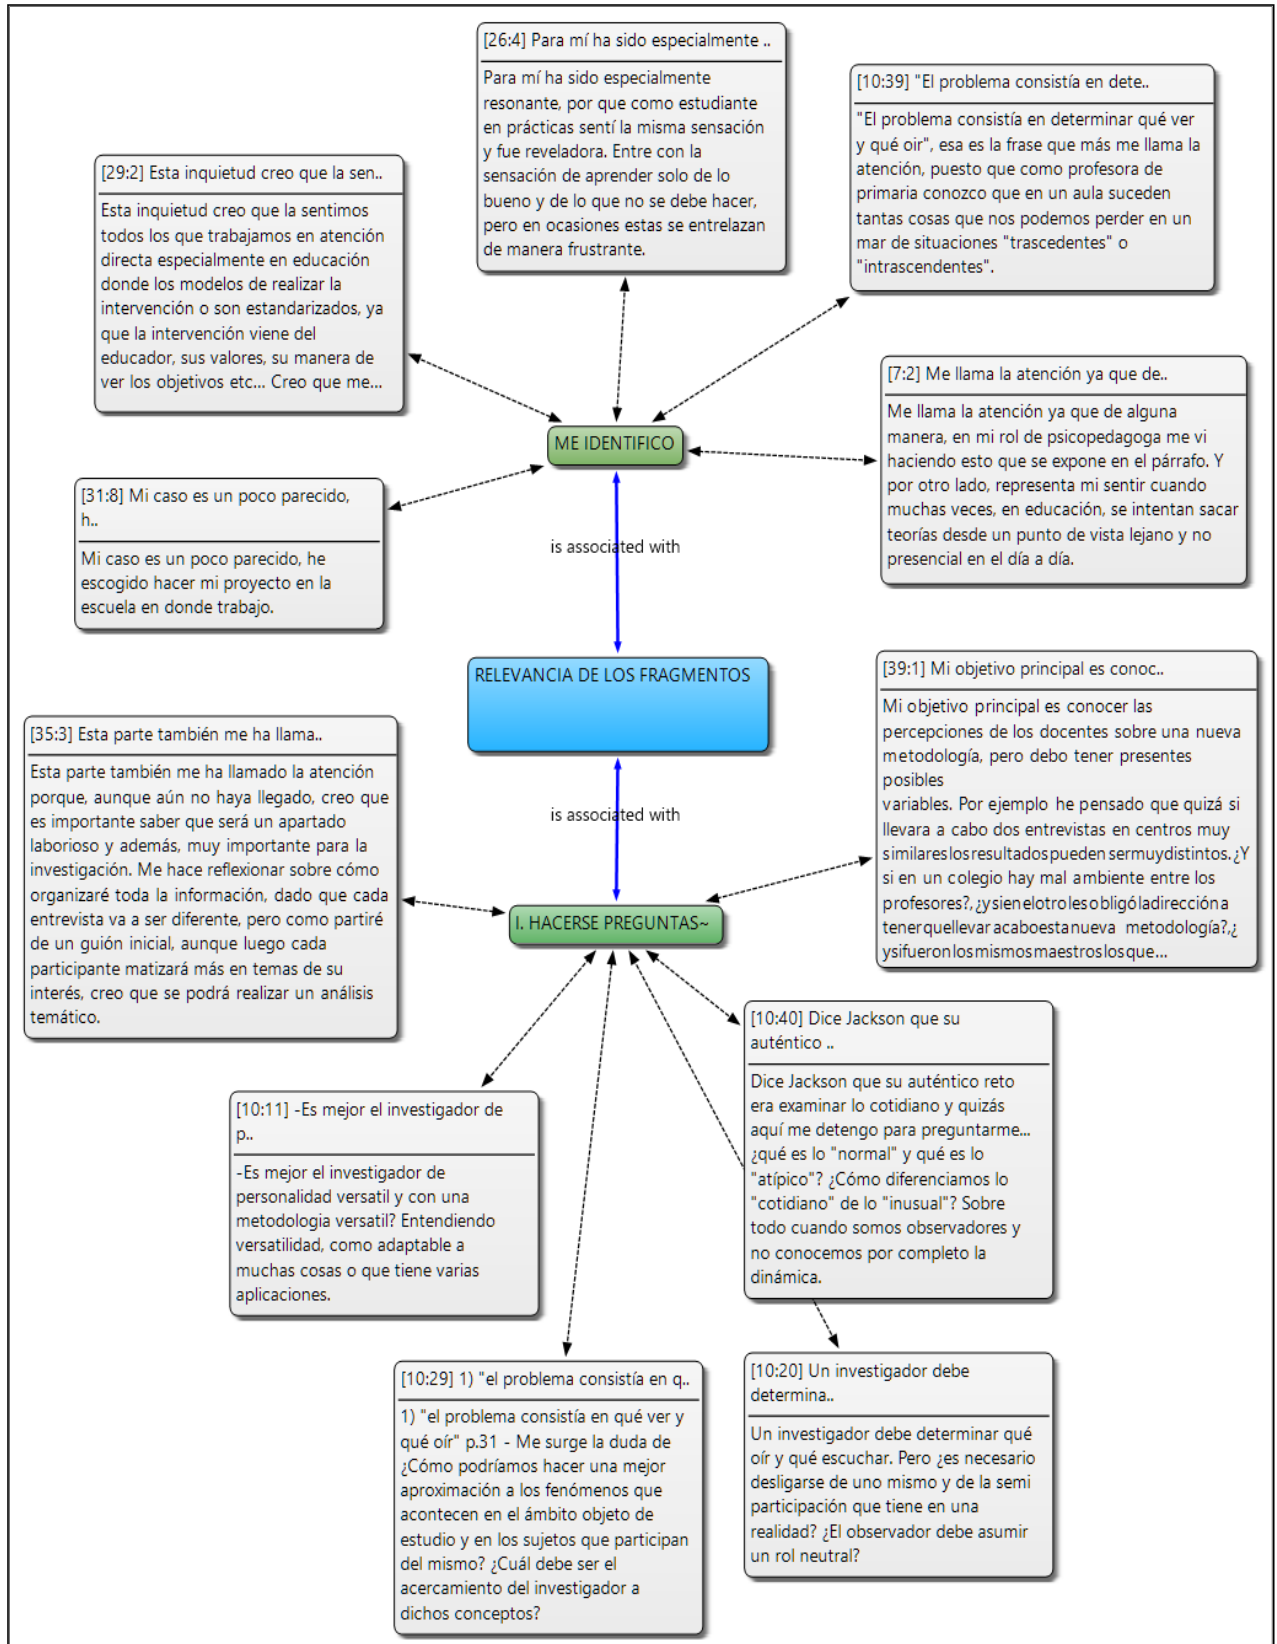 [26:4] Para mí ha sido especialmente ..
Para mí ha sido especialmente
resonante, por que como estudiante
en prácticas sentí la misma sensación
y fue reveladora. Entre con la
sensación de aprender solo de lo
bueno y de lo que no se debe hacer,
pero en ocasiones estas se entrelazan
de manera frustrante.
[10:39] "El problema consistía en dete..
"El problema consistía en determinar qué ver
y qué oir", esa es la frase que más me llama la
atención, puesto que como profesora de
primaria conozco que en un aula suceden
tantas cosas que nos podemos perder en un
mar de situaciones "trascedentes" o
"intrascendentes".
[29:2] Esta inquietud creo que la sen..
Esta inquietud creo que la sentimos
todos los que trabajamos en atención
directa especialmente en educación
donde los modelos de realizar la
intervención o son estandarizados, ya
que la intervención viene del
educador, sus valores, su manera de
ver los objetivos etc... Creo que me...
[7:2] Me llama la atención ya que de..
Me llama la atención ya que de alguna
manera, en mi rol de psicopedagoga me vi
haciendo esto que se expone en el párrafo. Y
por otro lado, representa mi sentir cuando
muchas veces, en educación, se intentan sacar
teorías desde un punto de vista lejano y no
presencial en el día a día.
ME IDENTIFICO
[31:8] Mi caso es un poco parecido,
h..
Mi caso es un poco parecido, he
escogido hacer mi proyecto en la
escuela en donde trabajo.
is associated with
RELEVANCIA DE LOS FRAGMENTOS
[39:1] Mi objetivo principal es conoc..
Mi objetivo principal es conocer las
percepciones de los docentes sobre una nueva
metodología, pero debo tener presentes
posibles
variables. Por ejemplo he pensado que quizá si
llevara a cabo dos entrevistas en centros muy
similareslosresultadospueden sermuydistintos.¿Y
si en un colegio hay mal ambiente entre los
profesores?,¿ysienelotrolesobligóladireccióna
tenerquellevaracaboestanueva metodología?,¿
ysifueronlosmismosmaestroslosque...
[35:3] Esta parte también me ha llama..
Esta parte también me ha llamado la atención
porque, aunque aún no haya llegado, creo que
es importante saber que será un apartado
laborioso y además, muy importante para la
investigación. Me hace reflexionar sobre cómo
organizaré toda la información, dado que cada
entrevista va a ser diferente, pero como partiré
de un guión inicial, aunque luego cada
participante matizará más en temas de su
interés, creo que se podrá realizar un análisis
temático.
is associated with
I. HACERSE PREGUNTAS~
[10:40] Dice Jackson que su
auténtico ..
Dice Jackson que su auténtico reto
era examinar lo cotidiano y quizás
aquí me detengo para preguntarme...
¿qué es lo "normal" y qué es lo
"atípico"? ¿Cómo diferenciamos lo
"cotidiano" de lo "inusual"? Sobre
todo cuando somos observadores y
no conocemos por completo la
dinámica.
[10:11] -Es mejor el investigador de
p..
-Es mejor el investigador de
personalidad versatil y con una
metodologia versatil? Entendiendo
versatilidad, como adaptable a
muchas cosas o que tiene varias
aplicaciones.
[10:29] 1) "el problema consistía en q..
1) "el problema consistía en qué ver y
qué oír" p.31 - Me surge la duda de
¿Cómo podríamos hacer una mejor
aproximación a los fenómenos que
acontecen en el ámbito objeto de
estudio y en los sujetos que participan
del mismo? ¿Cuál debe ser el
acercamiento del investigador a
dichos conceptos?
[10:20] Un investigador debe
determina..
Un investigador debe determinar qué
oír y qué escuchar. Pero ¿es necesario
desligarse de uno mismo y de la semi
participación que tiene en una
realidad? ¿El observador debe asumir
un rol neutral?